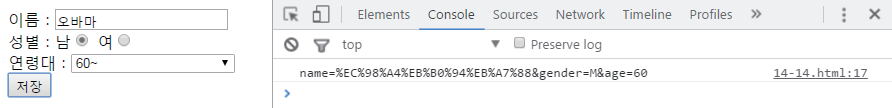 이름 : 오바마
성별 : 남 여
연령대 : 60~
저장
Elements Console Sources Network Timeline Profiles »
top Preserve log
name=%EC%98%A4%EB%B0%94%EB%A7%88&gender=M&age=60 14-14.html:17
>